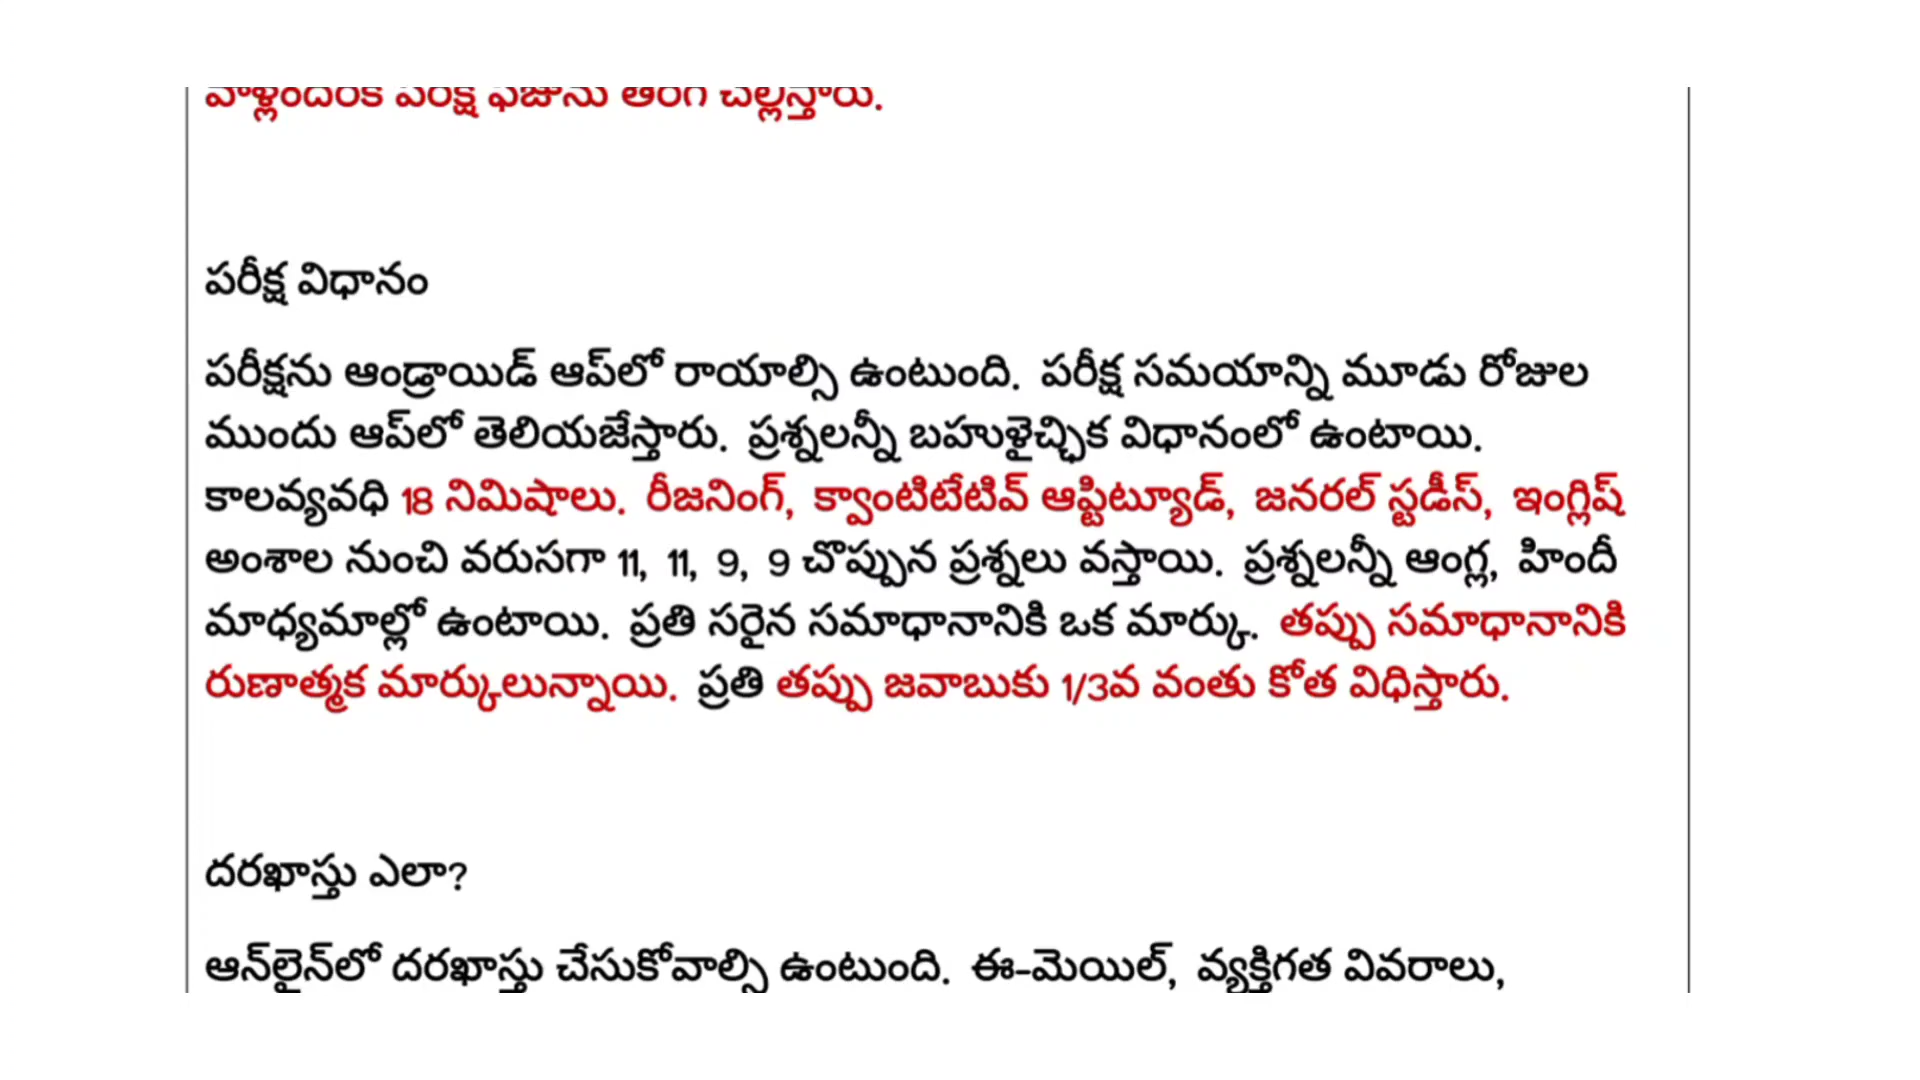 వాళ్లందరికీ పరీక్ష ఫీజును తిరిగి చెల్లిస్తారు.
పరీక్ష విధానం
పరీక్షను ఆండ్రాయిడ్ ఆప్‌లో రాయాల్సి ఉంటుంది. పరీక్ష సమయాన్ని మూడు రోజుల
ముందు ఆప్‌లో తెలియజేస్తారు. ప్రశ్నలన్నీ బహుళైచ్ఛిక విధానంలో ఉంటాయి.
కాలవ్యవధి 18 నిమిషాలు. రీజనింగ్, క్వాంటిటేటివ్ ఆప్టిట్యూడ్, జనరల్ స్టడీస్, ఇంగ్లిష్
అంశాల నుంచి వరుసగా 11, 11, 9, 9 చొప్పున ప్రశ్నలు వస్తాయి. ప్రశ్నలన్నీ ఆంగ్ల, హిందీ
మాధ్యమాల్లో ఉంటాయి. ప్రతి సరైన సమాధానానికి ఒక మార్కు. తప్పు సమాధానానికి
రుణాత్మక మార్కులున్నాయి. ప్రతి తప్పు జవాబుకు 1/3వ వంతు కోత విధిస్తారు.
దరఖాస్తు ఎలా?
ఆన్‌లైన్‌లో దరఖాస్తు చేసుకోవాల్సి ఉంటుంది. ఈ-మెయిల్, వ్యక్తిగత వివరాలు,